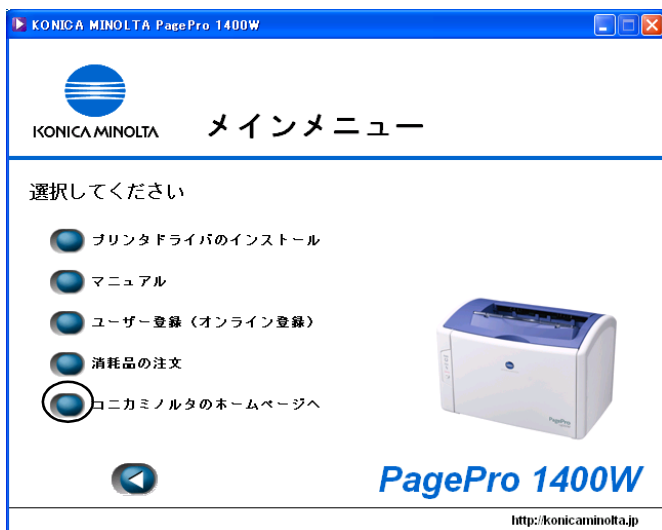 KONICA MINOLTA PagePro 1400W
KONICA MINOLTA
メインメニュー
選択してください
プリンタドライバのインストール
マニュアル
ユーザー登録（オンライン登録）
消耗品の注文
コニカミノルタのホームページへ
PagePro
PagePro 1400W
http://konicaminolta.jp